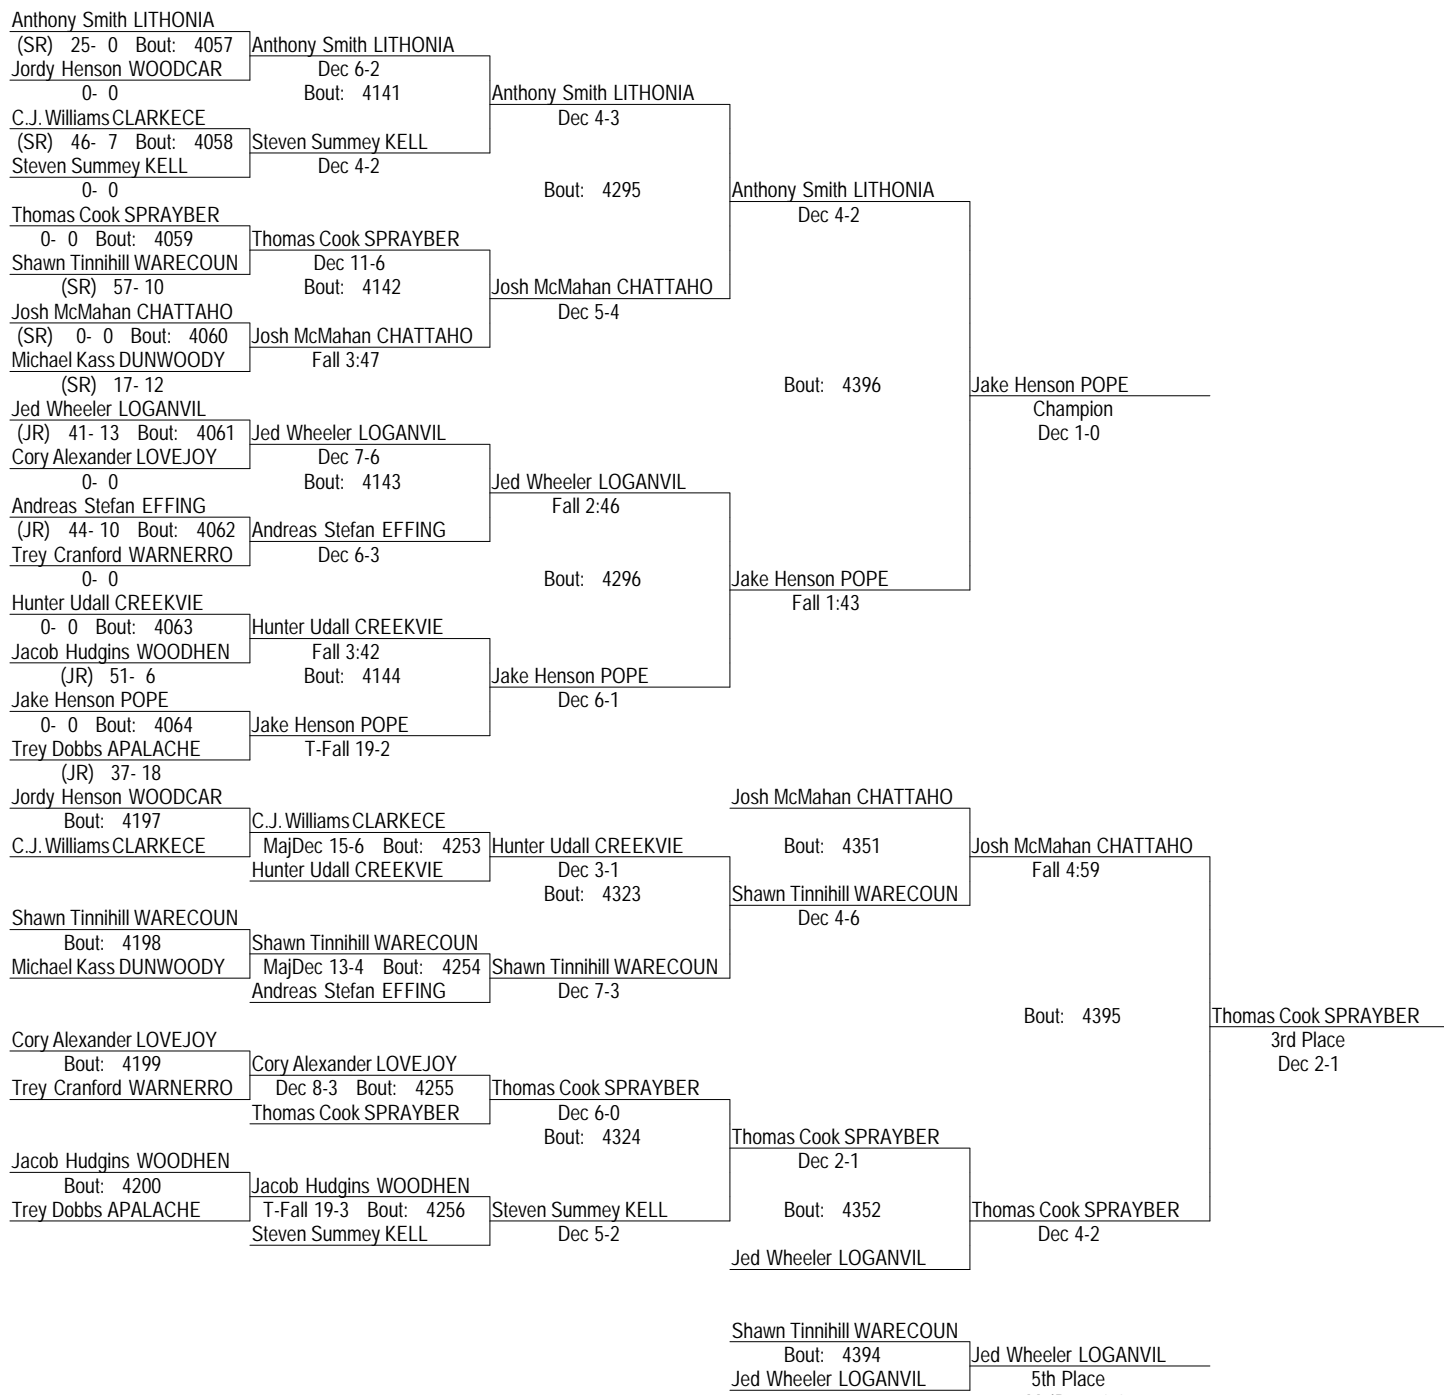 Anthony Smith LITHONIA
(SR) 25- 0 Bout: 4057 Anthony Smith LITHONIA
Jordy Henson WOODCAR Dec 6-2
0- 0 Bout: 4141 Anthony Smith LITHONIA
C.J. Williams CLARKECE Dec 4-3
(SR) 46- 7 Bout: 4058 Steven Summey KELL
Steven Summey KELL Dec 4-2
0- 0 Bout: 4295 Anthony Smith LITHONIA
Thomas Cook SPRAYBER Dec 4-2
0- 0 Bout: 4059 Thomas Cook SPRAYBER
Shawn Tinnihill WARECOUN Dec 11-6
(SR) 57- 10 Bout: 4142 Josh McMahan CHATTAHO
Josh McMahan CHATTAHO Dec 5-4
(SR) 0- 0 Bout: 4060 Josh McMahan CHATTAHO
Michael Kass DUNWOODY Fall 3:47
(SR) 17- 12 Bout: 4396 Jake Henson POPE
Jed Wheeler LOGANVIL Champion
(JR) 41- 13 Bout: 4061 Jed Wheeler LOGANVIL Dec 1-0
Cory Alexander LOVEJOY Dec 7-6
0- 0 Bout: 4143 Jed Wheeler LOGANVIL
Andreas Stefan EFFING Fall 2:46
(JR) 44- 10 Bout: 4062 Andreas Stefan EFFING
Trey Cranford WARNERRO Dec 6-3
0- 0 Bout: 4296 Jake Henson POPE
Hunter Udall CREEKVIE Fall 1:43
0- 0 Bout: 4063 Hunter Udall CREEKVIE
Jacob Hudgins WOODHEN Fall 3:42
(JR) 51- 6 Bout: 4144 Jake Henson POPE
Jake Henson POPE Dec 6-1
0- 0 Bout: 4064 Jake Henson POPE
Trey Dobbs APALACHE T-Fall 19-2
(JR) 37- 18
Jordy Henson WOODCAR Josh McMahan CHATTAHO
Bout: 4197 C.J. Williams CLARKECE
C.J. Williams CLARKECE MajDec 15-6 Bout: 4253 Hunter Udall CREEKVIE Bout: 4351 Josh McMahan CHATTAHO
Hunter Udall CREEKVIE Dec 3-1 Fall 4:59
Bout: 4323 Shawn Tinnihill WARECOUN
Shawn Tinnihill WARECOUN Dec 4-6
Bout: 4198 Shawn Tinnihill WARECOUN
Michael Kass DUNWOODY MajDec 13-4 Bout: 4254 Shawn Tinnihill WARECOUN
Andreas Stefan EFFING Dec 7-3
Bout: 4395 Thomas Cook SPRAYBER
Cory Alexander LOVEJOY 3rd Place
Bout: 4199 Cory Alexander LOVEJOY Dec 2-1
Trey Cranford WARNERRO Dec 8-3 Bout: 4255 Thomas Cook SPRAYBER
Thomas Cook SPRAYBER Dec 6-0
Bout: 4324 Thomas Cook SPRAYBER
Jacob Hudgins WOODHEN Dec 2-1
Bout: 4200 Jacob Hudgins WOODHEN
Trey Dobbs APALACHE T-Fall 19-3 Bout: 4256 Steven Summey KELL Bout: 4352 Thomas Cook SPRAYBER
Steven Summey KELL Dec 5-2 Dec 4-2
Jed Wheeler LOGANVIL
Shawn Tinnihill WARECOUN
Bout: 4394 Jed Wheeler LOGANVIL
Jed Wheeler LOGANVIL 5th Place